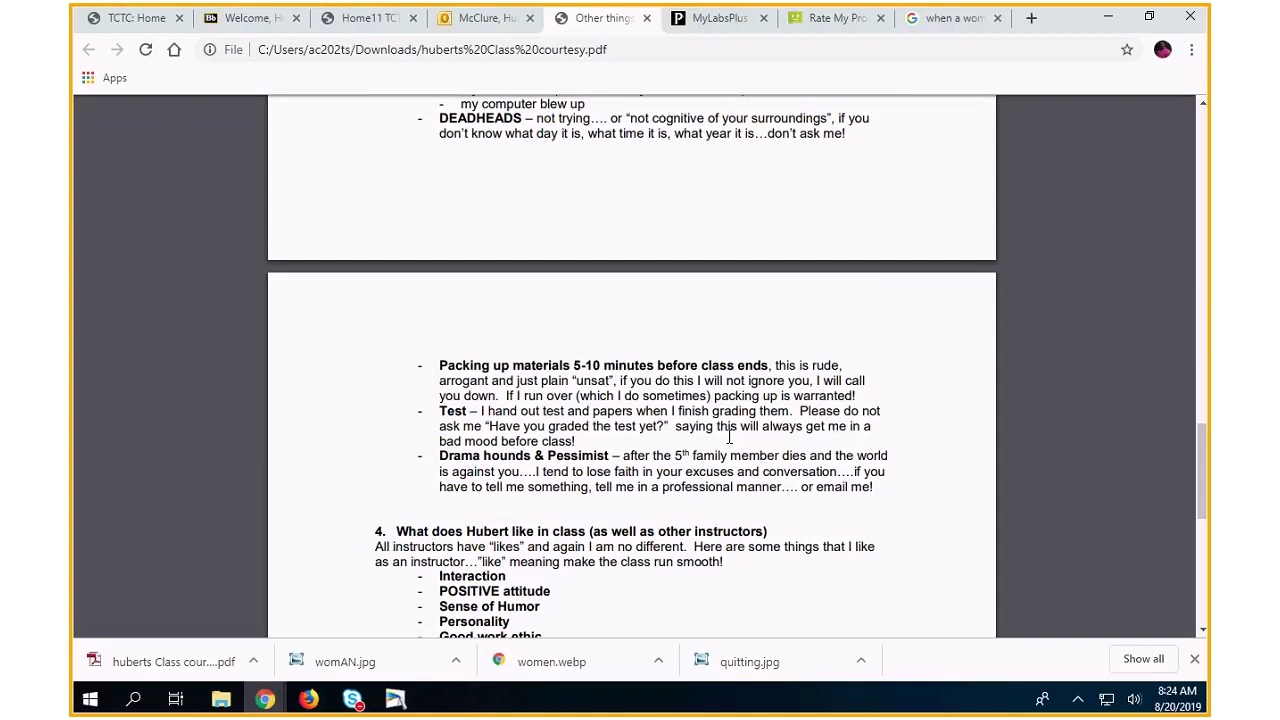 TCTC: Home
Welcome, H
Home11 TCT
McClure, Hu
Other things
MyLabsPlus
Rate My Pro
when a wom
File
C:/Users/ac202ts/Downloads/huberts%20Class%20courtesy.pdf
Apps
- my computer blew up
- DEADHEADS – not trying…. or “not cognitive of your surroundings”, if you
don’t know what day it is, what time it is, what year it is…don’t ask me!
- Packing up materials 5-10 minutes before class ends, this is rude,
arrogant and just plain “unsat”, if you do this I will not ignore you, I will call
you down. If I run over (which I do sometimes) packing up is warranted!
- Test – I hand out test and papers when I finish grading them. Please do not
ask me “Have you graded the test yet?” saying this will always get me in a
bad mood before class!
- Drama hounds & Pessimist – after the 5th family member dies and the world
is against you….I tend to lose faith in your excuses and conversation….if you
have to tell me something, tell me in a professional manner…. or email me!
4. What does Hubert like in class (as well as other instructors)
All instructors have “likes” and again I am no different. Here are some things that I like
as an instructor…”like” meaning make the class run smooth!
- Interaction
- POSITIVE attitude
- Sense of Humor
- Personality
- Good work ethic
huberts Class cour....pdf
womAN.jpg
women.webp
quitting.jpg
Show all
8:24 AM
8/20/2019